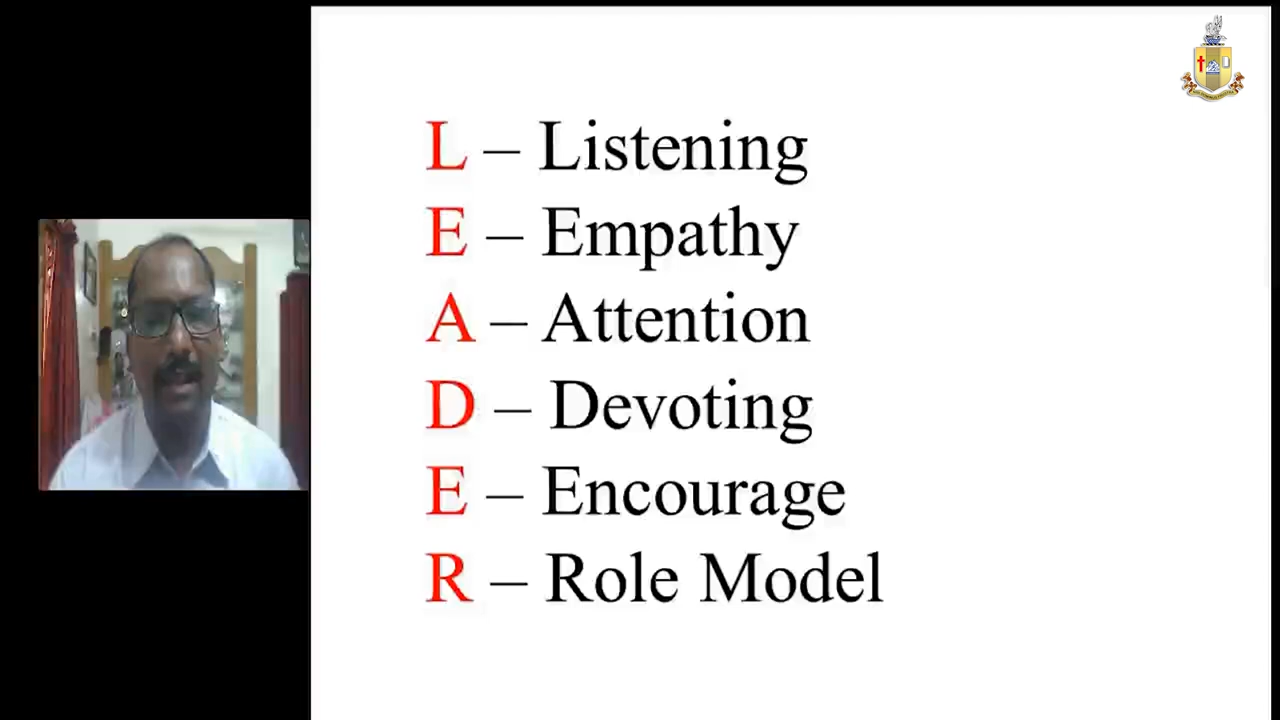 L – Listening
E – Empathy
A – Attention
D – Devoting
E – Encourage
R – Role Model